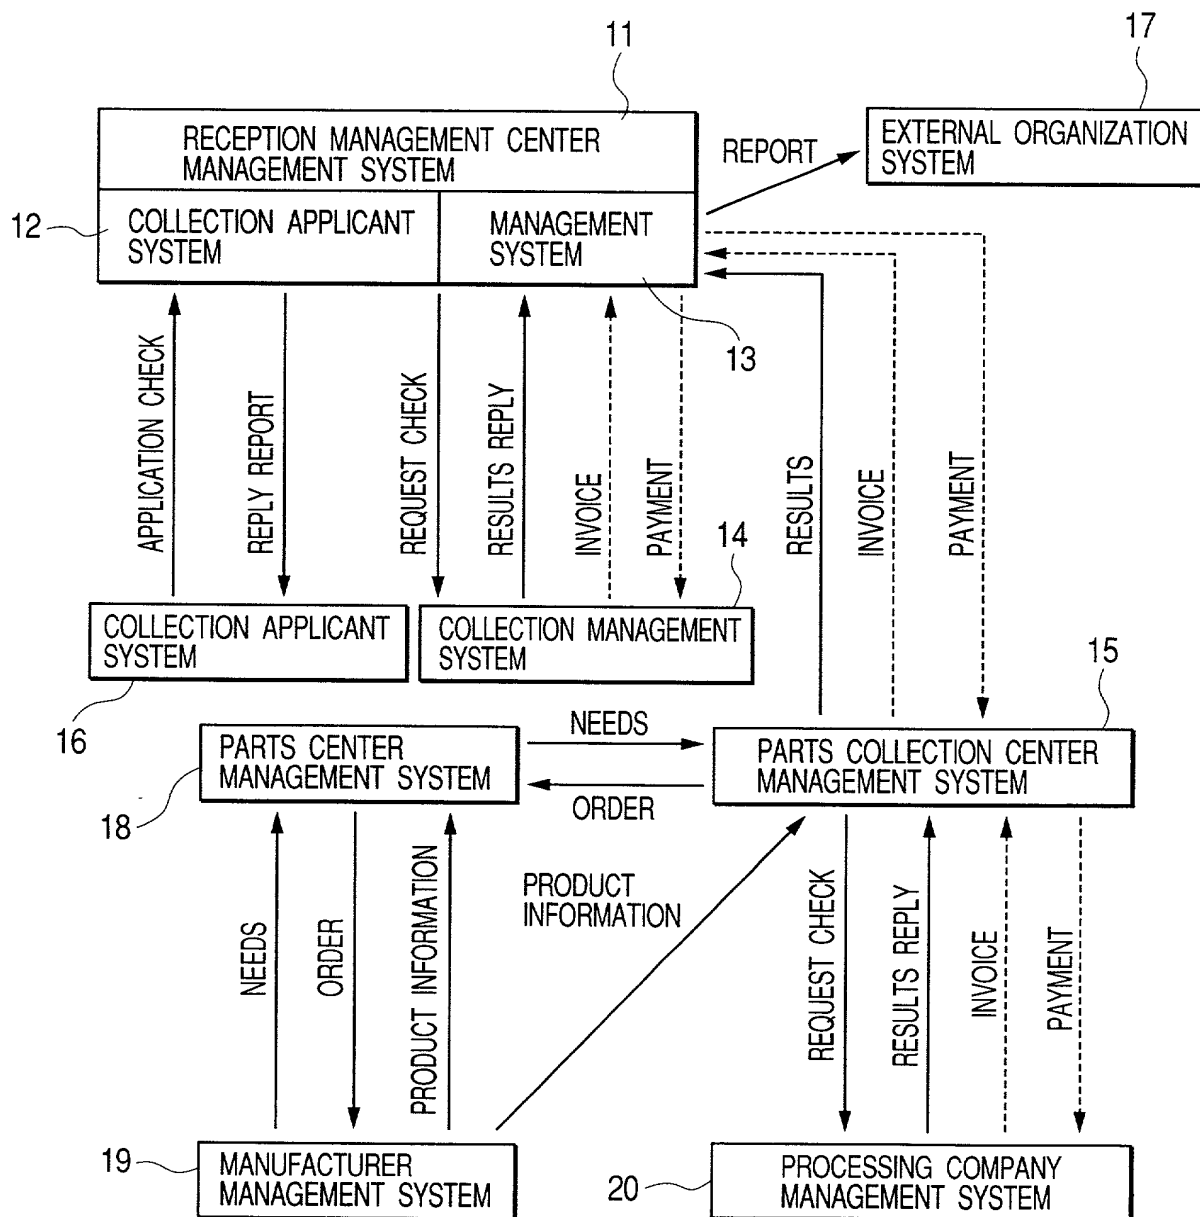 11
17
RECEPTION MANAGEMENT CENTER
MANAGEMENT SYSTEM
REPORT
EXTERNAL ORGANIZATION
SYSTEM
12
COLLECTION APPLICANT
SYSTEM
MANAGEMENT
SYSTEM
13
APPLICATION CHECK
REPLY REPORT
REQUEST CHECK
RESULTS REPLY
INVOICE
PAYMENT
RESULTS
INVOICE
PAYMENT
14
COLLECTION APPLICANT
SYSTEM
COLLECTION MANAGEMENT
SYSTEM
16
15
PARTS CENTER
MANAGEMENT SYSTEM
18
NEEDS
ORDER
PARTS COLLECTION CENTER
MANAGEMENT SYSTEM
NEEDS
ORDER
PRODUCT INFORMATION
PRODUCT
INFORMATION
REQUEST CHECK
RESULTS REPLY
INVOICE
PAYMENT
19
MANUFACTURER
MANAGEMENT SYSTEM
20
PROCESSING COMPANY
MANAGEMENT SYSTEM